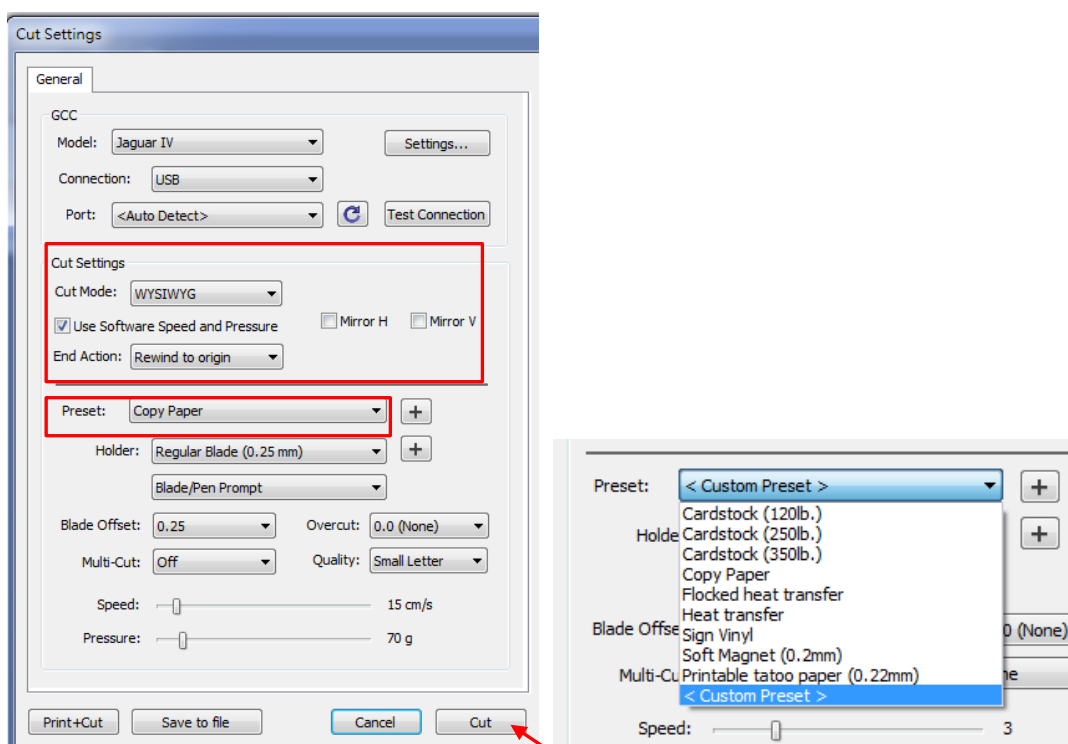 Cut Settings
General
GCC
Model: Jaguar IV Settings...
Connection: USB
Port: <Auto Detect> Test Connection
Cut Settings
Cut Mode: WYSIWYG
Use Software Speed and Pressure Mirror H Mirror V
End Action: Rewind to origin
Preset: Copy Paper +
Holder: Regular Blade (0.25 mm) +
Blade/Pen Prompt
Blade Offset: 0.25 Overcut: 0.0 (None)
Multi-Cut: Off Quality: Small Letter
Speed: 15 cm/s
Pressure: 70 g
Print+Cut Save to file Cancel Cut
Preset: < Custom Preset > +
Cardstock (120lb.)
Holde Cardstock (250lb.) +
Cardstock (350lb.)
Copy Paper
Flocked heat transfer
Heat transfer
Blade Offse Sign Vinyl 0 (None)
Soft Magnet (0.2mm)
Multi-Cu Printable tatoo paper (0.22mm) ne
< Custom Preset >
Speed: 3